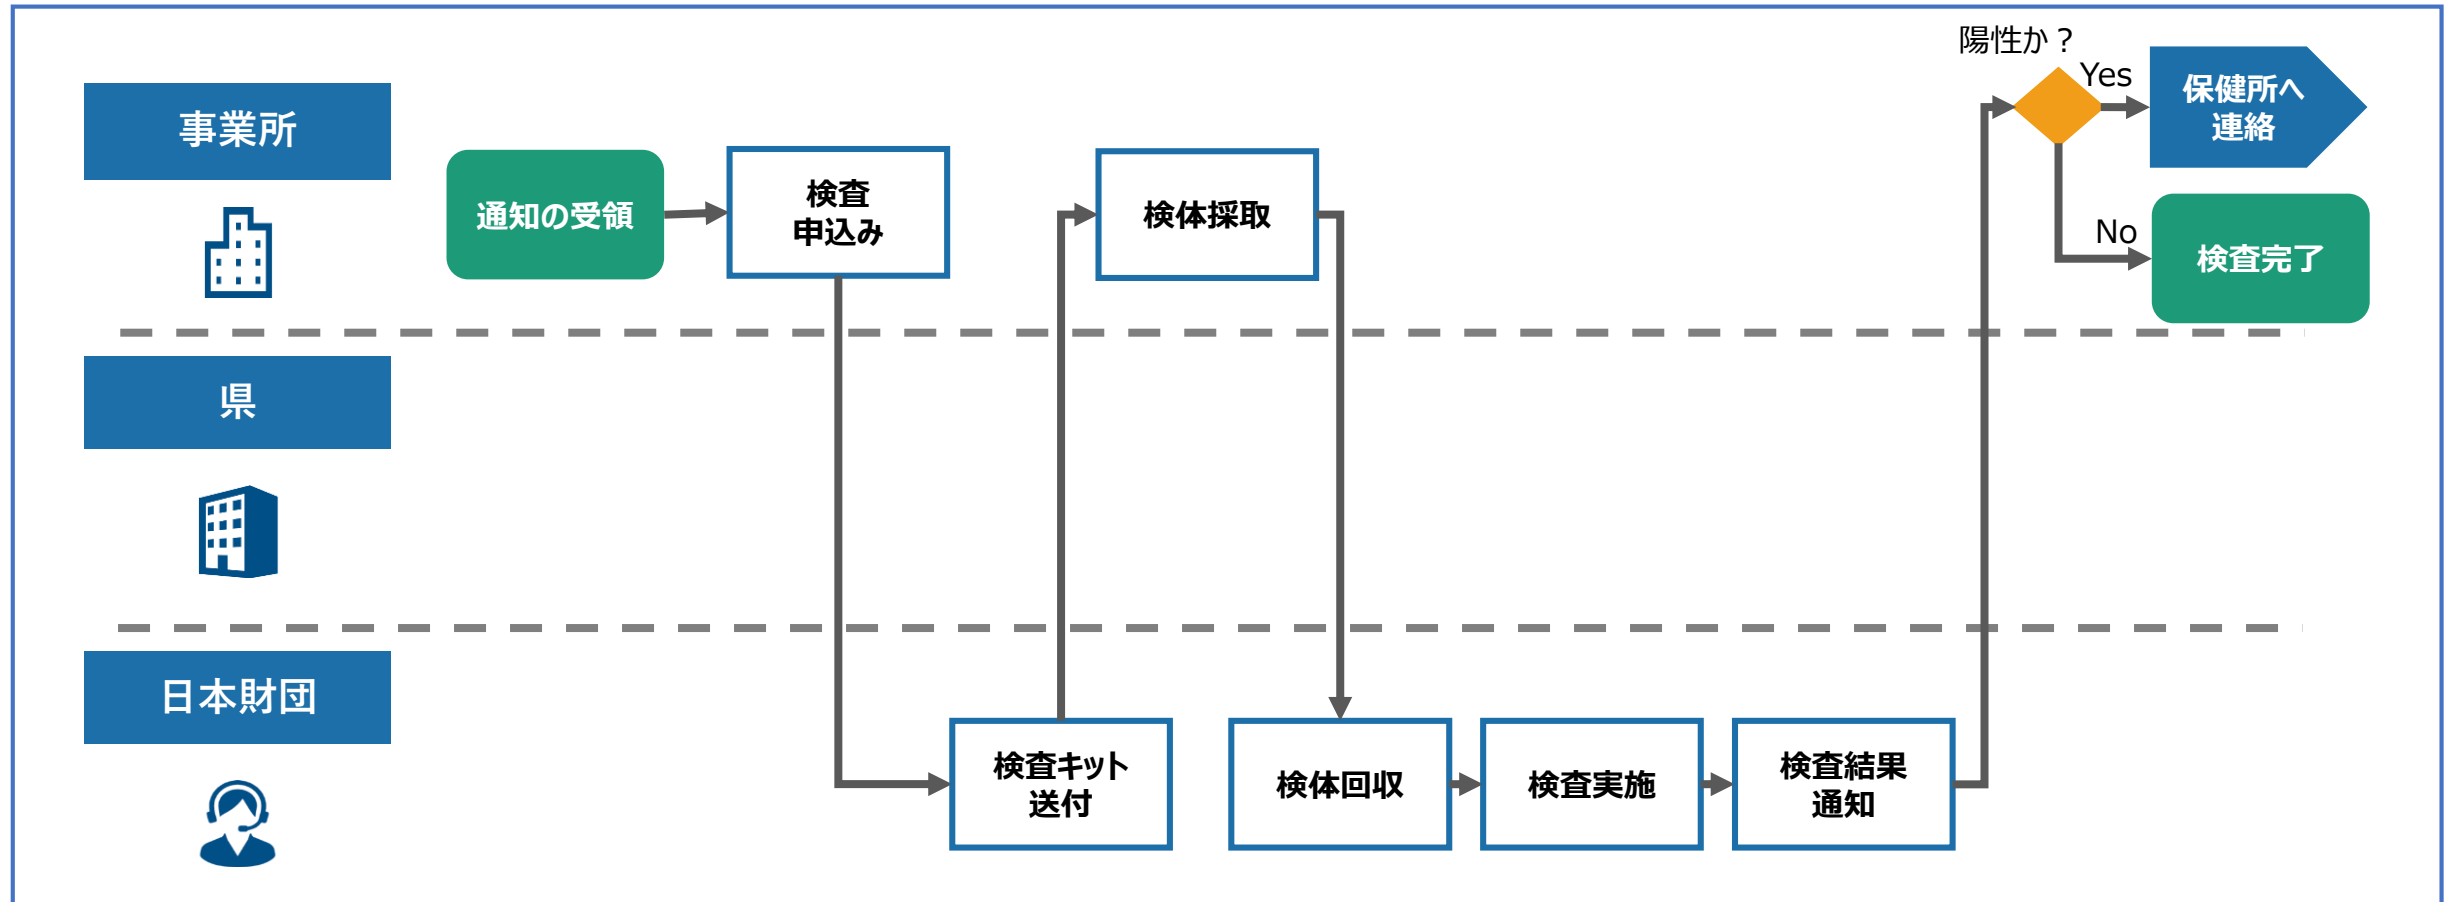 陽性か？
Yes
保健所へ
連絡
事業所
通知の受領
検査
申込み
検体採取
No
検査完了
県
日本財団
検査キット
送付
検体回収
検査実施
検査結果
通知